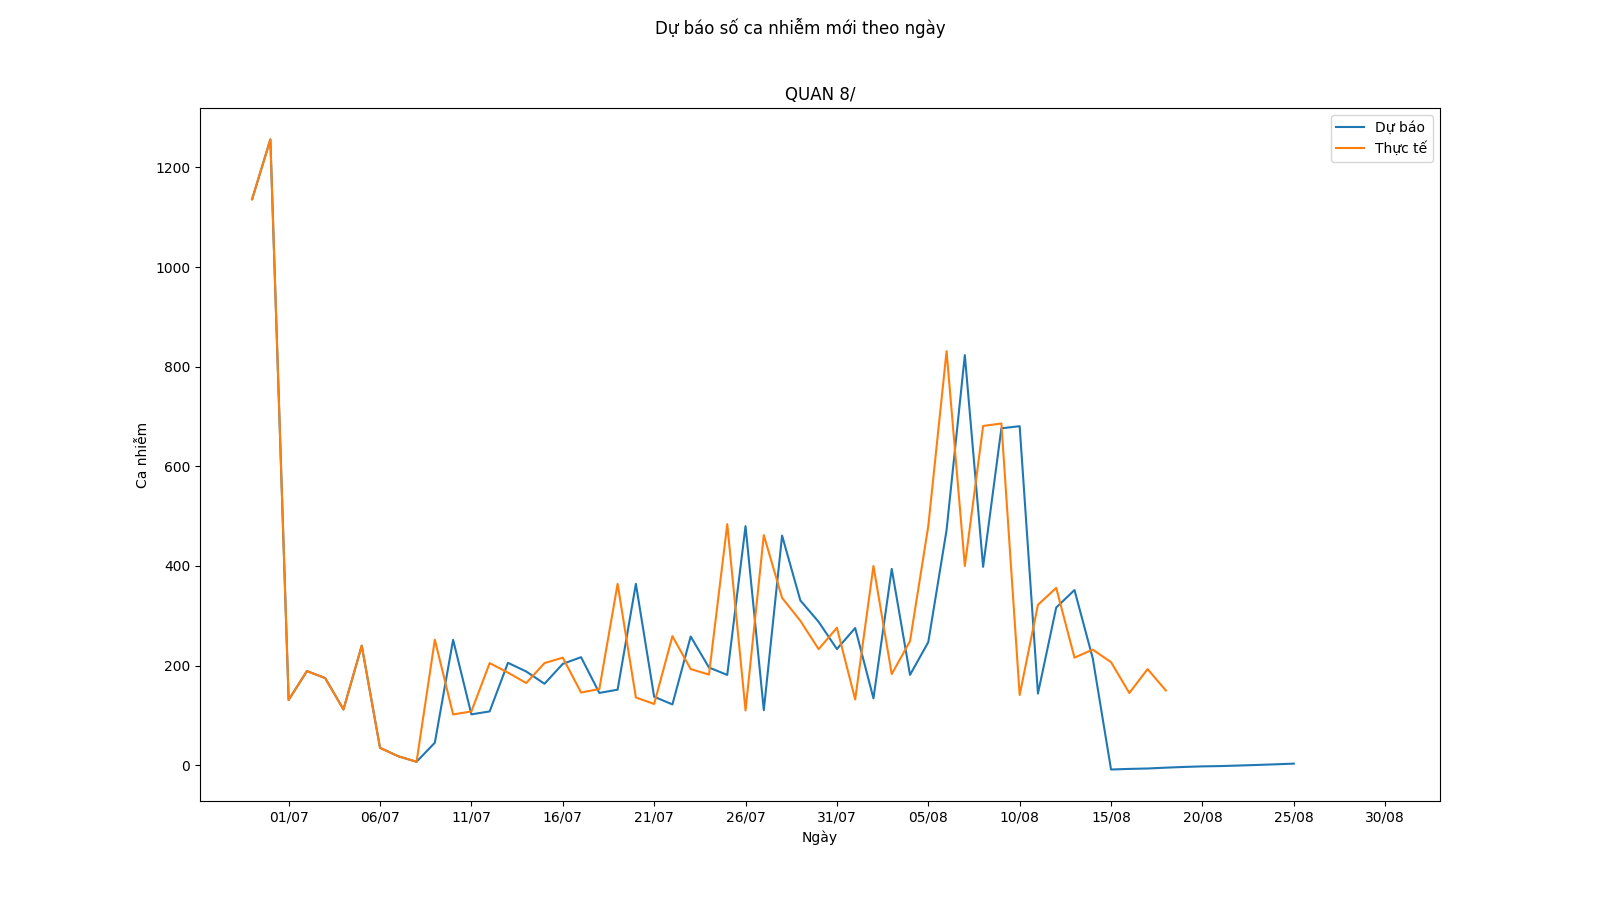 Dự báo số ca nhiễm mới theo ngày
QUAN 8/
Dự báo
Thực tế
1200
1000
800
600
400
200
0
Ca nhiễm
01/07 06/07 11/07 16/07 21/07 26/07 31/07 05/08 10/08 15/08 20/08 25/08 30/08
Ngày